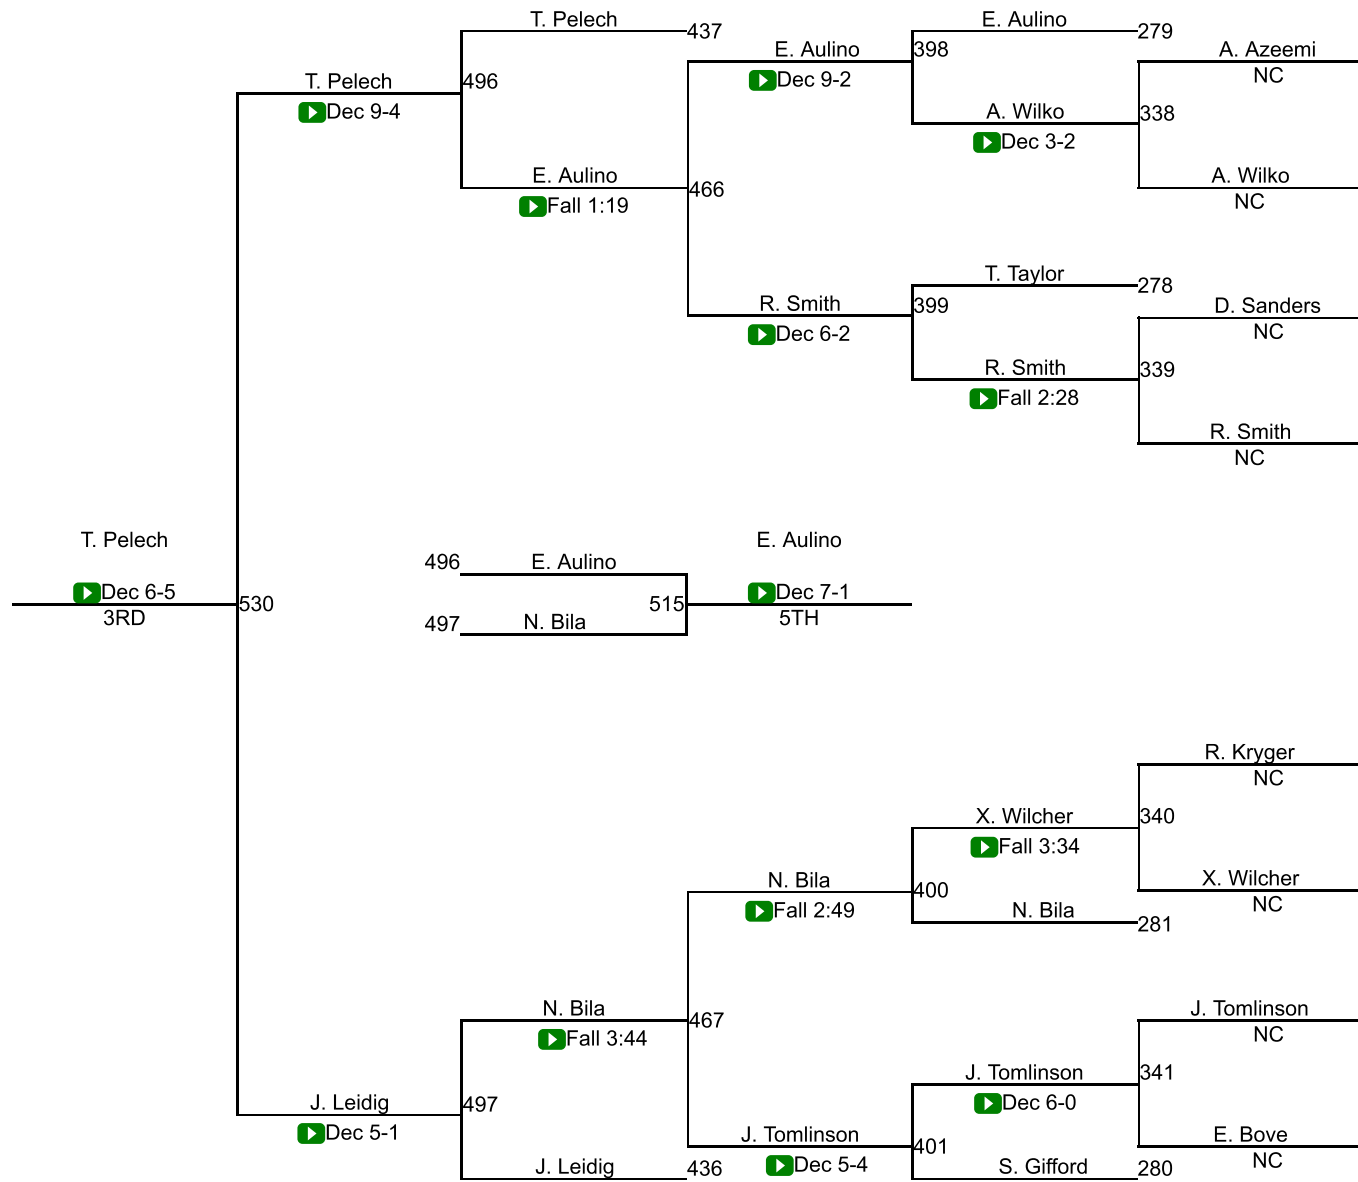 T. Pelech
437
E. Aulino
279
E. Aulino
398
A. Azeemi
NC
T. Pelech
496
Dec 9-2
Dec 9-4
A. Wilko
338
Dec 3-2
E. Aulino
466
A. Wilko
NC
Fall 1:19
T. Taylor
278
R. Smith
399
D. Sanders
NC
Dec 6-2
R. Smith
339
Fall 2:28
R. Smith
NC
T. Pelech
E. Aulino
496
E. Aulino
Dec 6-5
Dec 7-1
530
515
3RD
497
N. Bila
5TH
R. Kryger
NC
X. Wilcher
340
Fall 3:34
N. Bila
400
X. Wilcher
NC
Fall 2:49
N. Bila
281
N. Bila
467
J. Tomlinson
NC
Fall 3:44
J. Tomlinson
341
J. Leidig
497
Dec 6-0
Dec 5-1
J. Tomlinson
401
E. Bove
NC
Dec 5-4
J. Leidig
436
S. Gifford
280